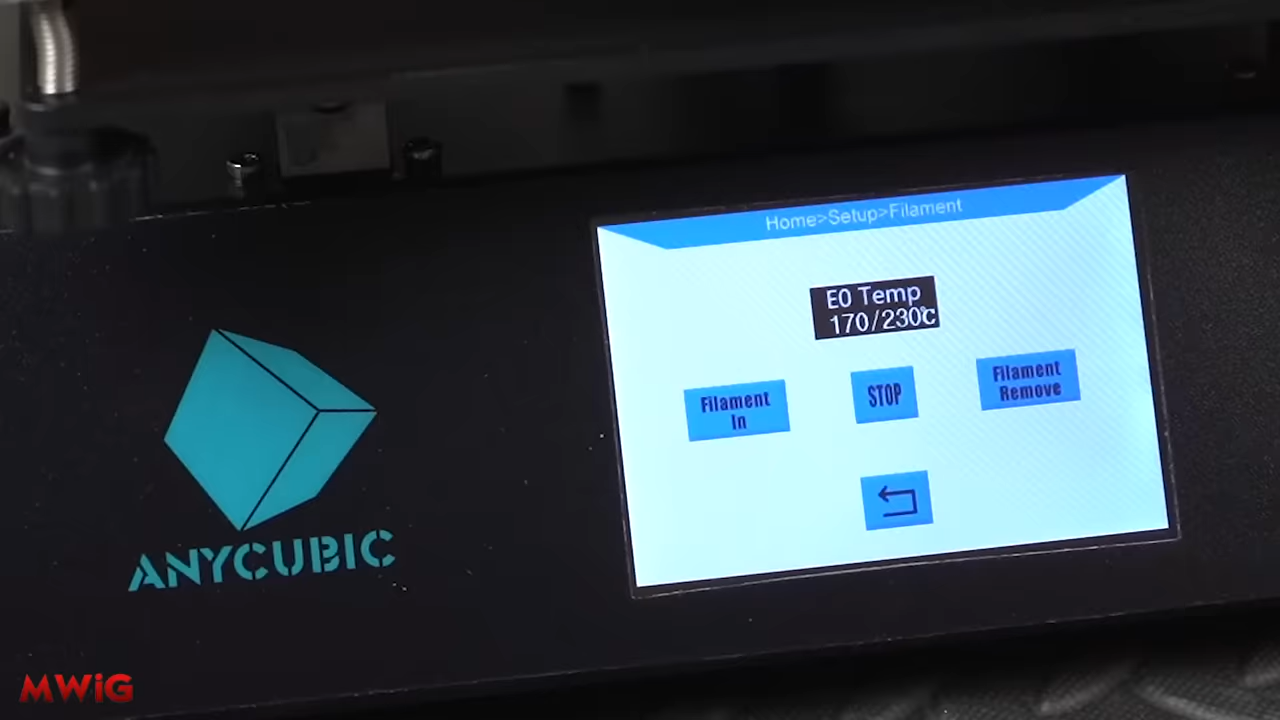 Home>Setup>Filament
E0 Temp
170/230℃
Filament
In
STOP
Filament
Remove
ANYCUBIC
MWiG